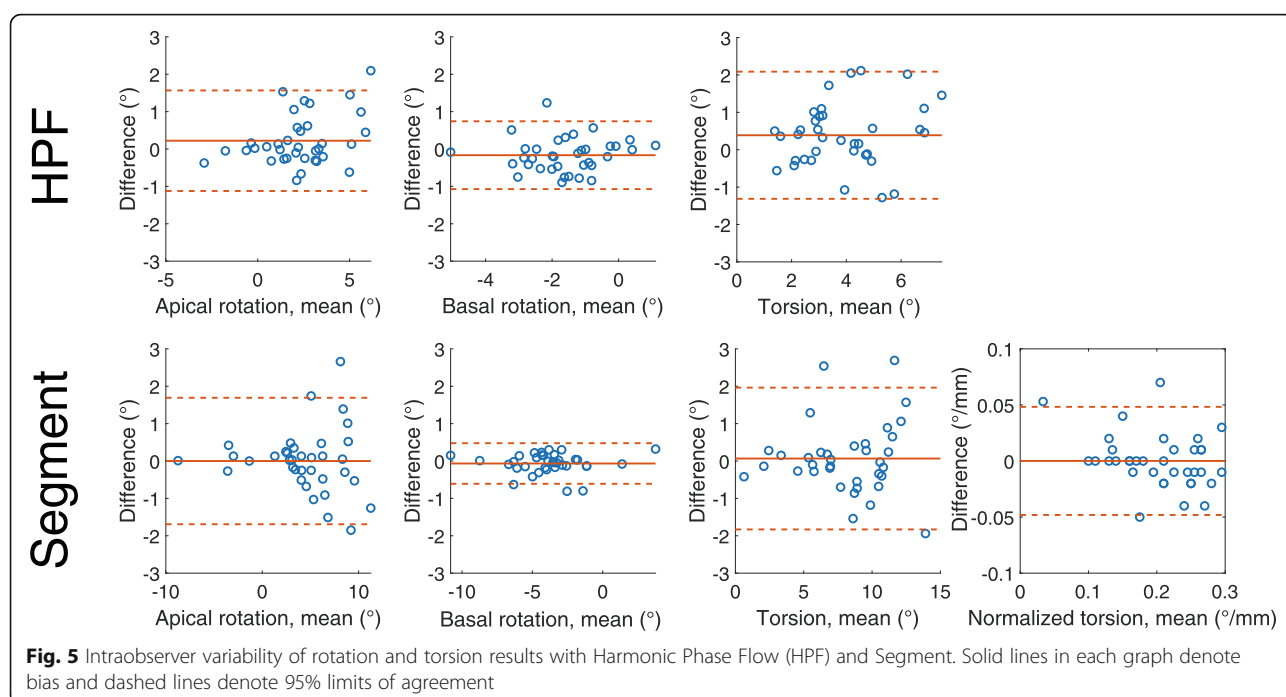 HPF
3
2
1
0
-1
-2
-3
Difference (°)
-5 0 5
Apical rotation, mean (°)
3
2
1
0
-1
-2
-3
Difference (°)
-4 -2 0
Basal rotation, mean (°)
3
2
1
0
-1
-2
-3
Difference (°)
0 2 4 6
Torsion, mean (°)
Segment
3
2
1
0
-1
-2
-3
Difference (°)
-10 0 10
Apical rotation, mean (°)
3
2
1
0
-1
-2
-3
Difference (°)
-10 -5 0
Basal rotation, mean (°)
3
2
1
0
-1
-2
-3
Difference (°)
0 5 10 15
Torsion, mean (°)
0.1
0.05
0
-0.05
-0.1
Difference (°/mm)
0 0.1 0.2 0.3
Normalized torsion, mean (°/mm)
Fig. 5 Intraobserver variability of rotation and torsion results with Harmonic Phase Flow (HPF) and Segment. Solid lines in each graph denote
bias and dashed lines denote 95% limits of agreement